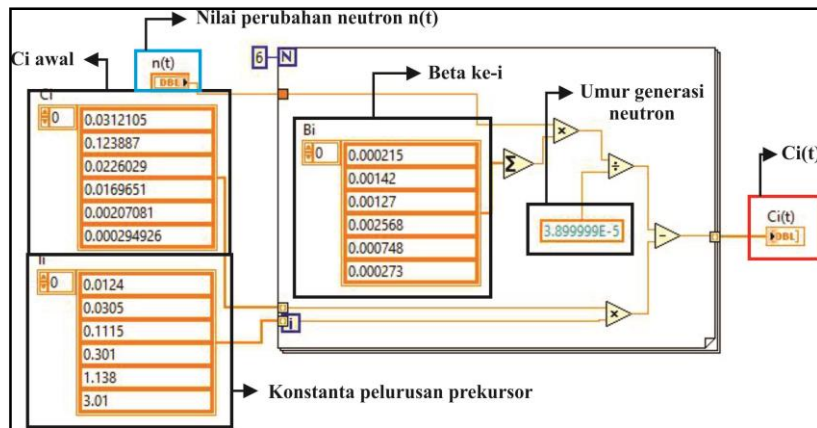 Nilai perubahan neutron n(t)
Ci awal
n(t)
DBL
6
N
Ci
0
0.0312105
0.123887
0.0226029
0.0169651
0.00207081
0.000294926
Beta ke-i
Bi
0
0.000215
0.00142
0.00127
0.002568
0.000748
0.000273
Umur generasi
neutron
3.899999E-5
Σ
×
÷
−
×
Ci(t)
Ci(t)
DBL
0
0.0124
0.0305
0.1115
0.301
1.138
3.01
i
Konstanta pelurusan prekursor